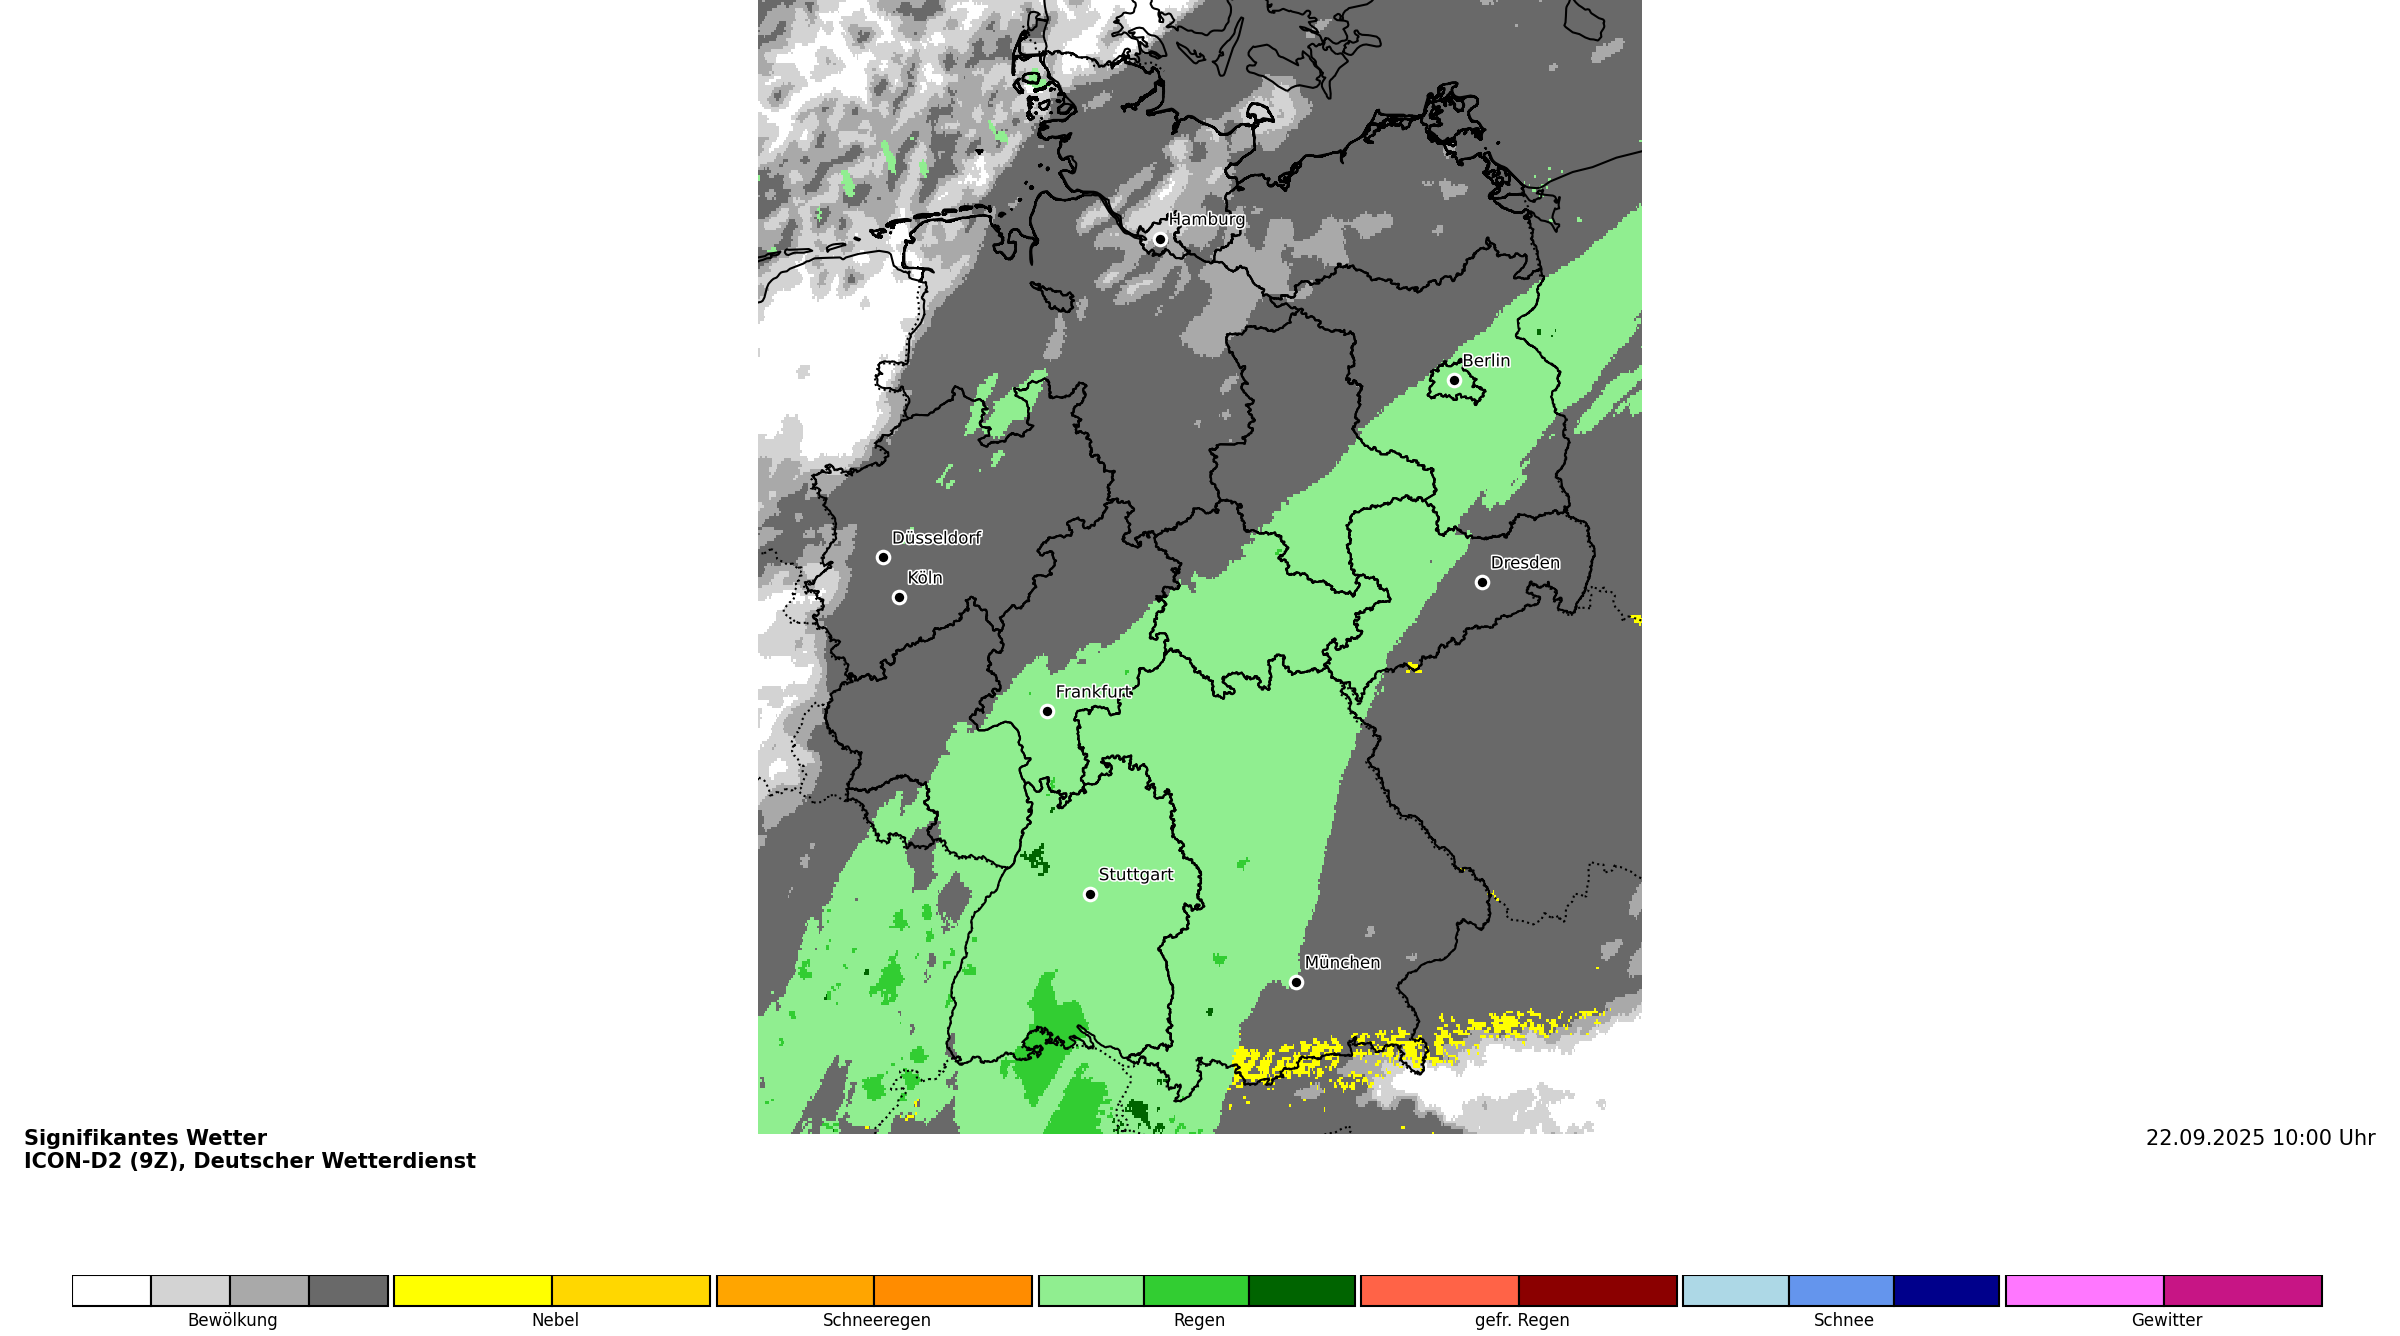 Hamburg
Berlin
Düsseldorf
Köln
Dresden
Frankfurt
Stuttgart
München
Signifikantes Wetter
ICON-D2 (9Z), Deutscher Wetterdienst
22.09.2025 10:00 Uhr
Bewölkung
Nebel
Schneeregen
Regen
gefr. Regen
Schnee
Gewitter